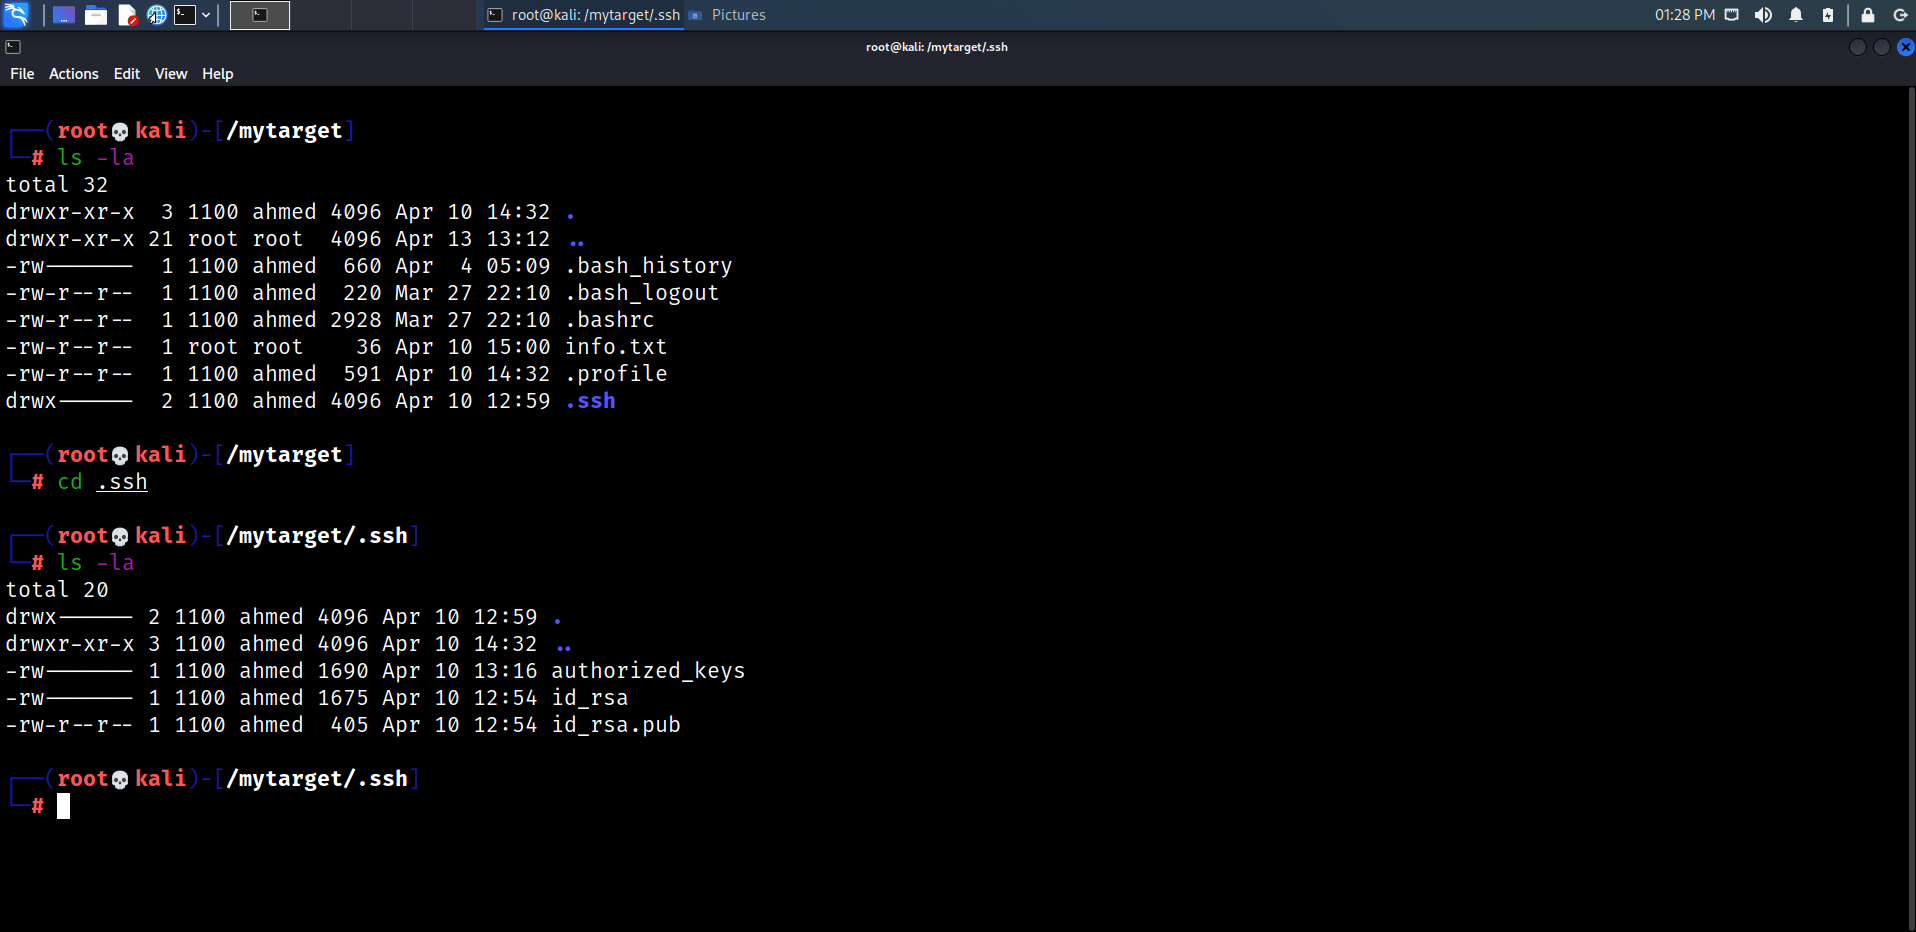 root@kali: /mytarget/.ssh Pictures 01:28 PM
root@kali: /mytarget/.ssh
File Actions Edit View Help
┌──(root💀kali)-[/mytarget]
└─# ls -la
total 32
drwxr-xr-x  3 1100 ahmed 4096 Apr 10 14:32 .
drwxr-xr-x 21 root root  4096 Apr 13 13:12 ..
-rw-------  1 1100 ahmed  660 Apr  4 05:09 .bash_history
-rw-r--r--  1 1100 ahmed  220 Mar 27 22:10 .bash_logout
-rw-r--r--  1 1100 ahmed 2928 Mar 27 22:10 .bashrc
-rw-r--r--  1 root root    36 Apr 10 15:00 info.txt
-rw-r--r--  1 1100 ahmed  591 Apr 10 14:32 .profile
drwx------  2 1100 ahmed 4096 Apr 10 12:59 .ssh
┌──(root💀kali)-[/mytarget]
└─# cd .ssh
┌──(root💀kali)-[/mytarget/.ssh]
└─# ls -la
total 20
drwx------ 2 1100 ahmed 4096 Apr 10 12:59 .
drwxr-xr-x 3 1100 ahmed 4096 Apr 10 14:32 ..
-rw------- 1 1100 ahmed 1690 Apr 10 13:16 authorized_keys
-rw------- 1 1100 ahmed 1675 Apr 10 12:54 id_rsa
-rw-r--r-- 1 1100 ahmed  405 Apr 10 12:54 id_rsa.pub
┌──(root💀kali)-[/mytarget/.ssh]
└─#